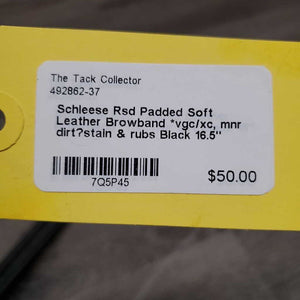 The Tack Collector
492862-37
Schleese Rsd Padded Soft
Leather Browband *vgc/xc, mnr
dirt?stain & rubs Black 16.5"
7Q5P45
$50.00